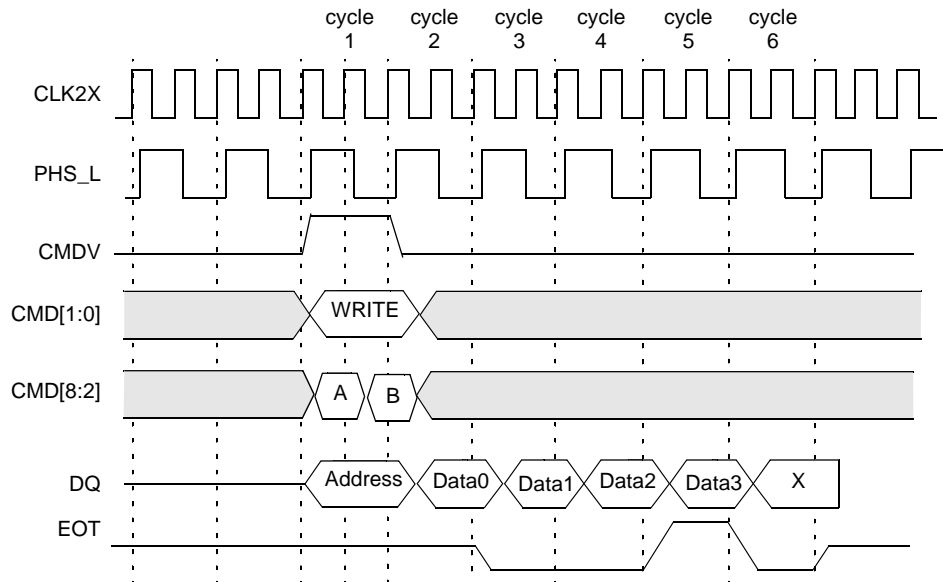 cycle cycle cycle cycle cycle cycle
1 2 3 4 5 6
CLK2X
PHS_L
CMDV
CMD[1:0] WRITE
CMD[8:2] A B
DQ Address Data0 Data1 Data2 Data3 X
EOT